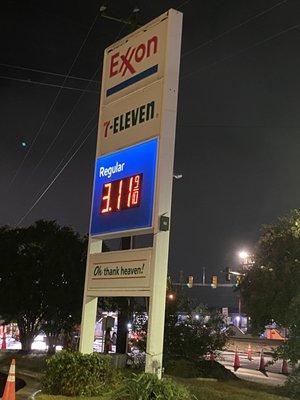 Exxon
7-ELEVEN
Regular
3.11 9/10
Oh thank heaven!